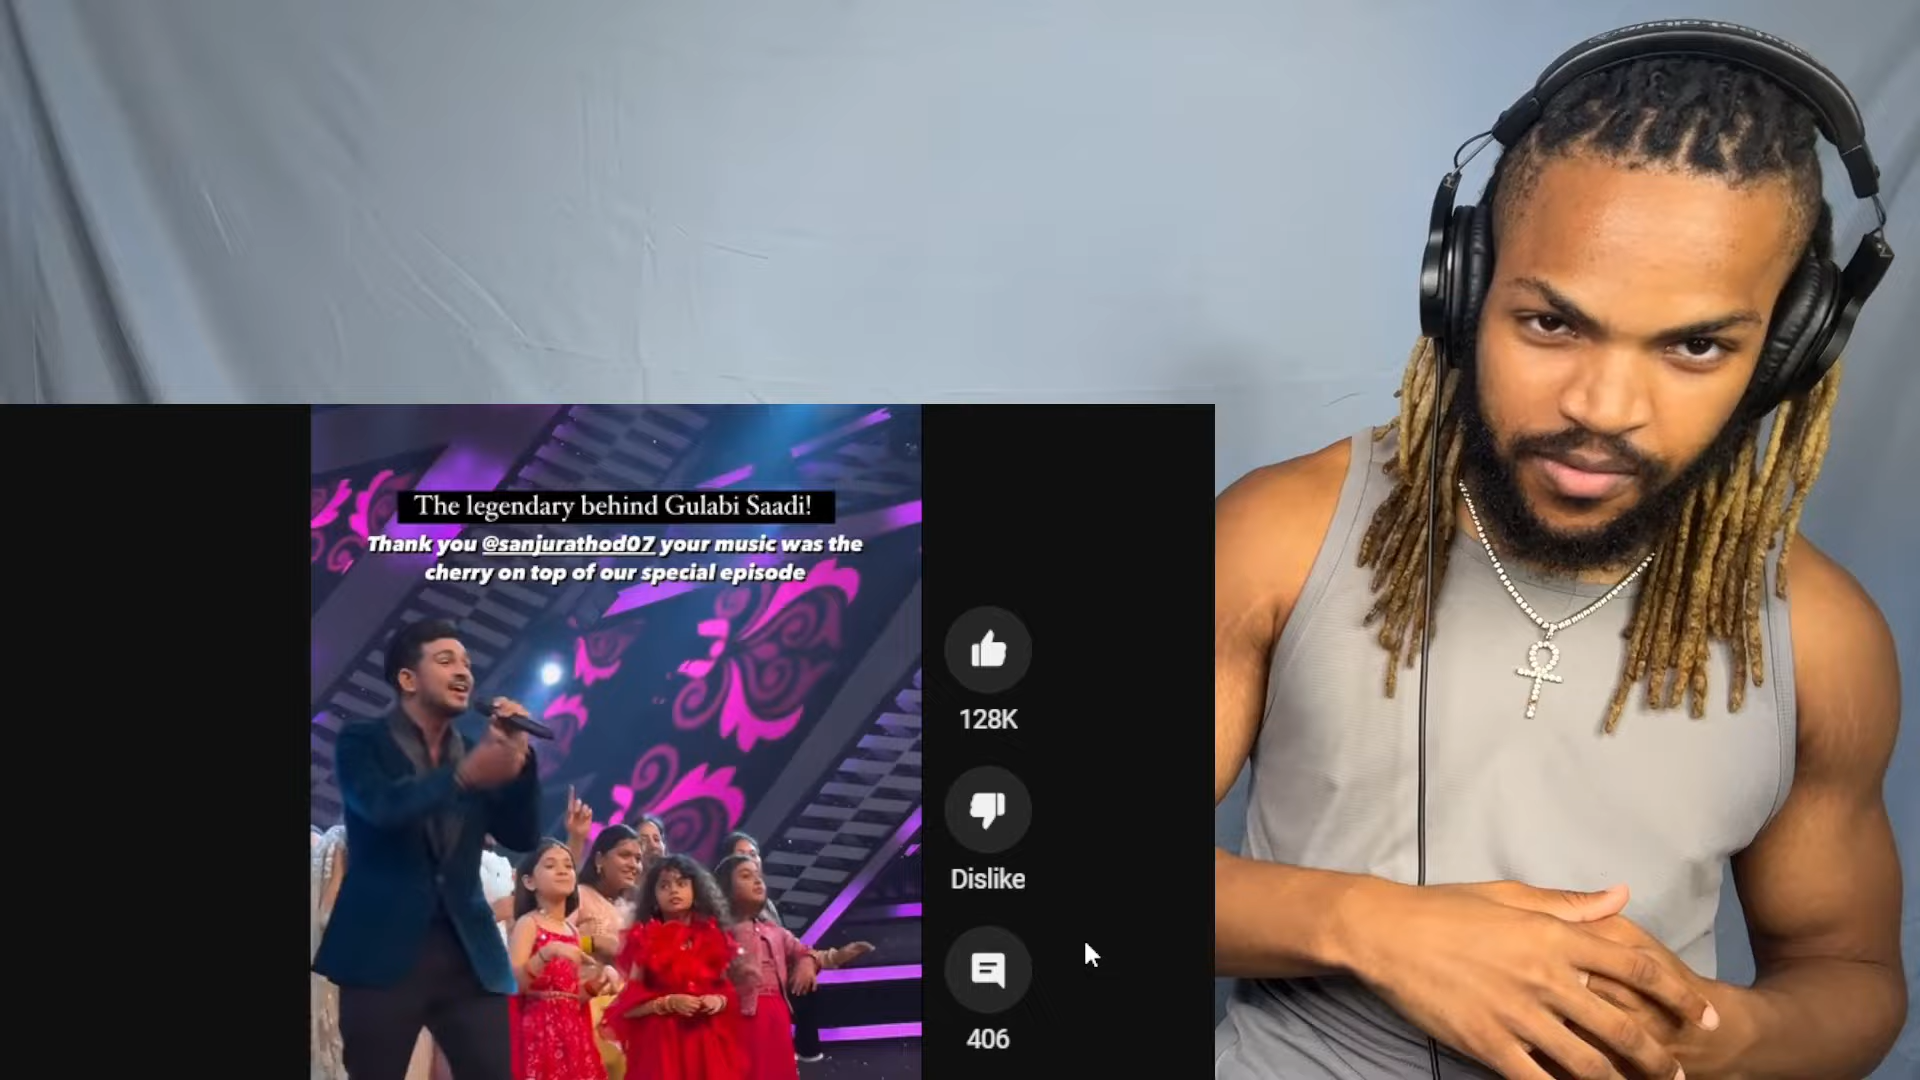 The legendary behind Gulabi Saadi!
Thank you @sanjurathod07 your music was the
cherry on top of our special episode
128K
Dislike
406